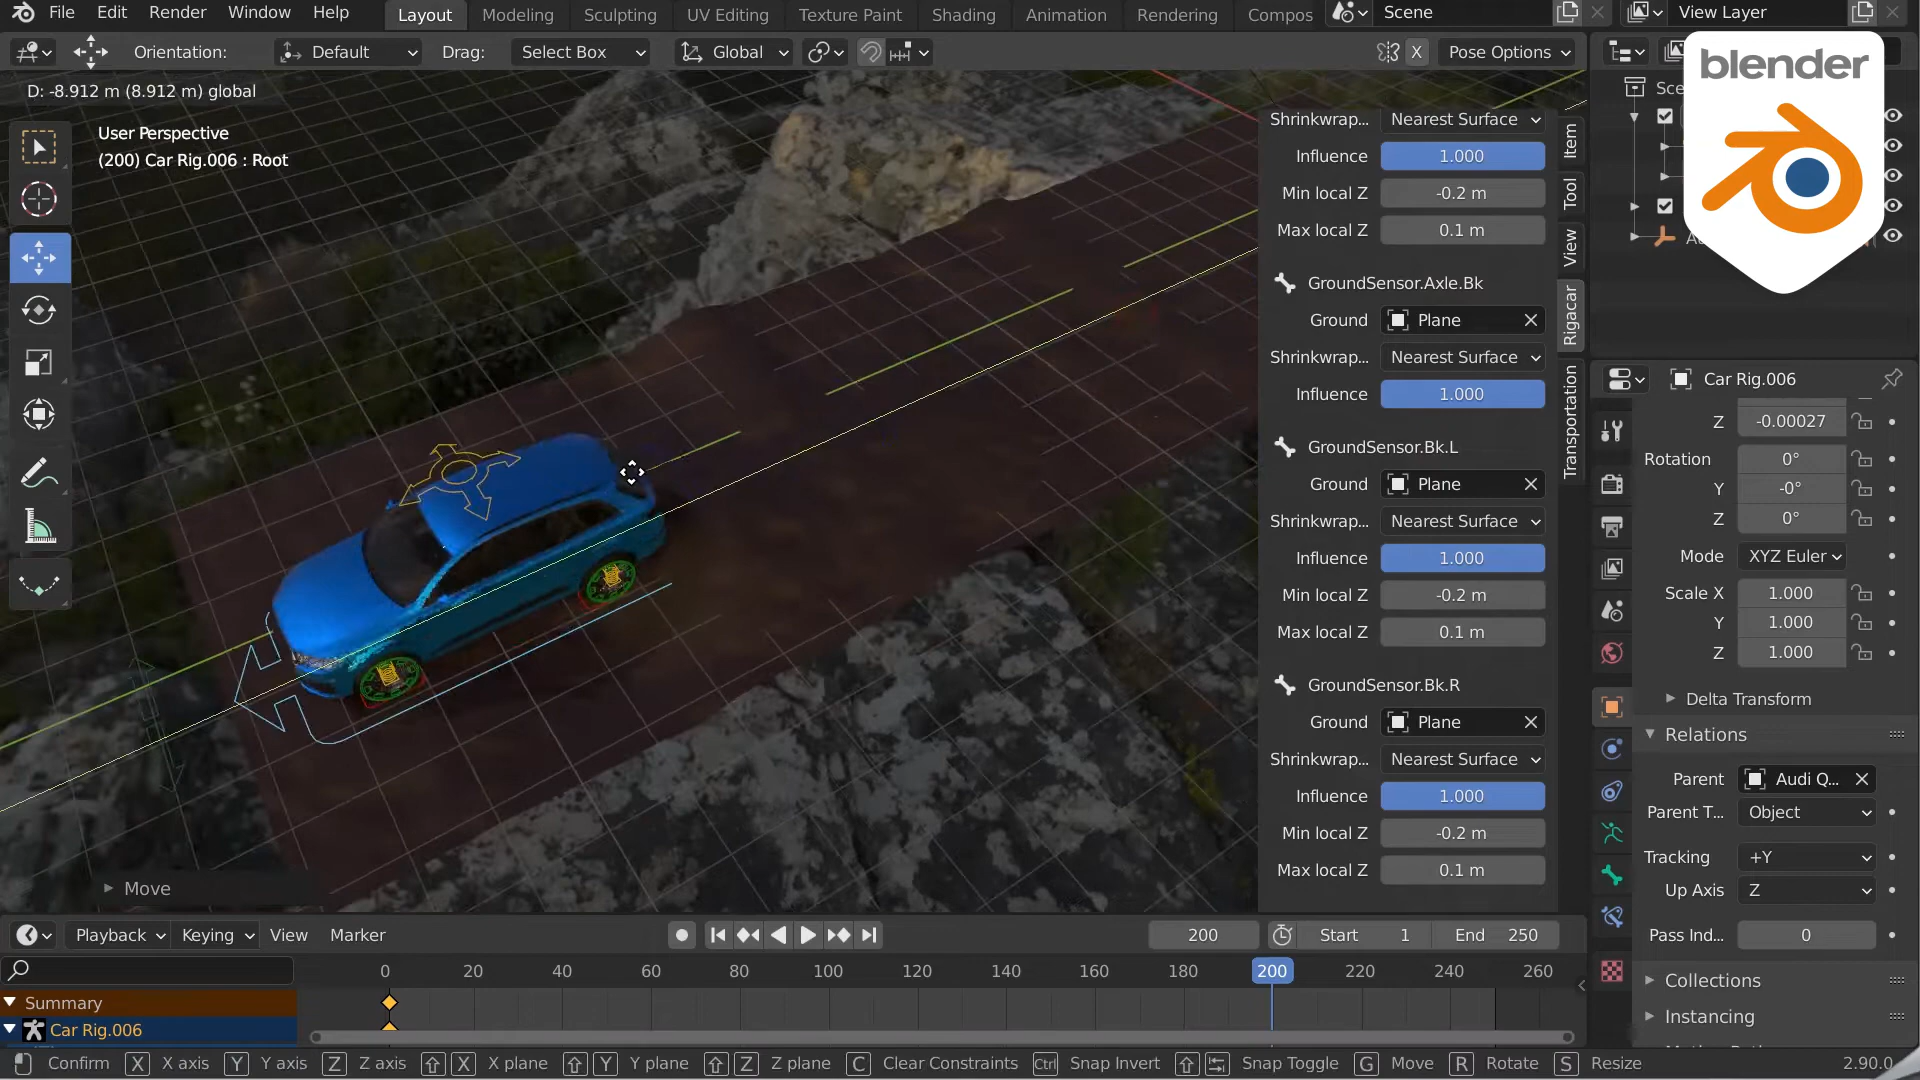 File Edit Render Window Help Layout Modeling Sculpting UV Editing Texture Paint Shading Animation Rendering Compos Scene View Layer
Orientation: Default Drag: Select Box Global X Pose Options
blender
D: -8.912 m (8.912 m) global
User Perspective
(200) Car Rig.006 : Root
Sce
Shrinkwrap... Nearest Surface
Influence 1.000
Min local Z -0.2 m
Max local Z 0.1 m
GroundSensor.Axle.Bk
Ground Plane
Shrinkwrap... Nearest Surface
Influence 1.000
GroundSensor.Bk.L
Ground Plane
Shrinkwrap... Nearest Surface
Influence 1.000
Min local Z -0.2 m
Max local Z 0.1 m
GroundSensor.Bk.R
Ground Plane
Shrinkwrap... Nearest Surface
Influence 1.000
Min local Z -0.2 m
Max local Z 0.1 m
Item
Tool
View
Rigacar
Transportation
Car Rig.006
Z -0.00027
Rotation 0°
Y -0°
Z 0°
Mode XYZ Euler
Scale X 1.000
Y 1.000
Z 1.000
Delta Transform
Relations
Parent Audi Q...
Parent T... Object
Tracking +Y
Up Axis Z
Pass Ind... 0
Collections
Instancing
Move
Playback Keying View Marker 200 Start 1 End 250
0 20 40 60 80 100 120 140 160 180 200 220 240 260
Summary
Car Rig.006
Confirm X X axis Y Y axis Z Z axis X X plane Y Y plane Z Z plane C Clear Constraints Ctrl Snap Invert Snap Toggle G Move R Rotate S Resize 2.90.0